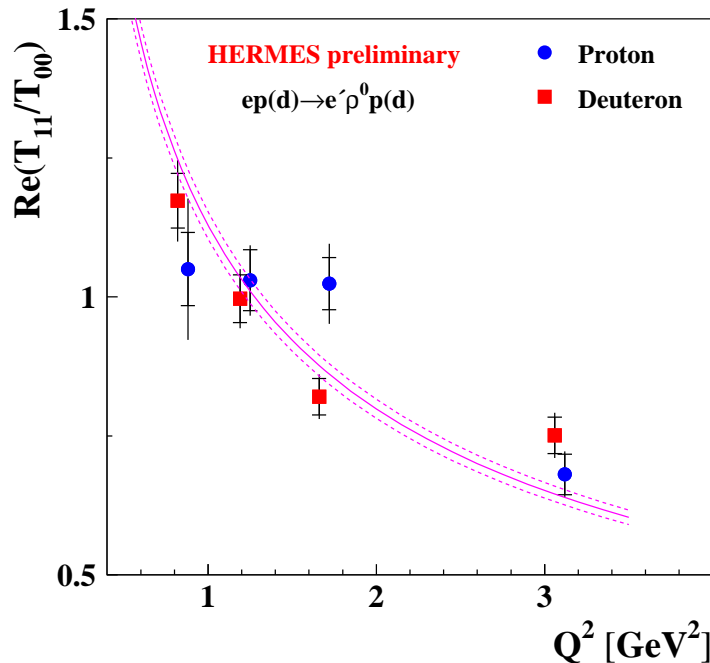 Re(T₁₁/T₀₀)
1.5
1
0.5
HERMES preliminary
ep(d)→e´ρ⁰p(d)
Proton
Deuteron
1
2
3
Q² [GeV²]